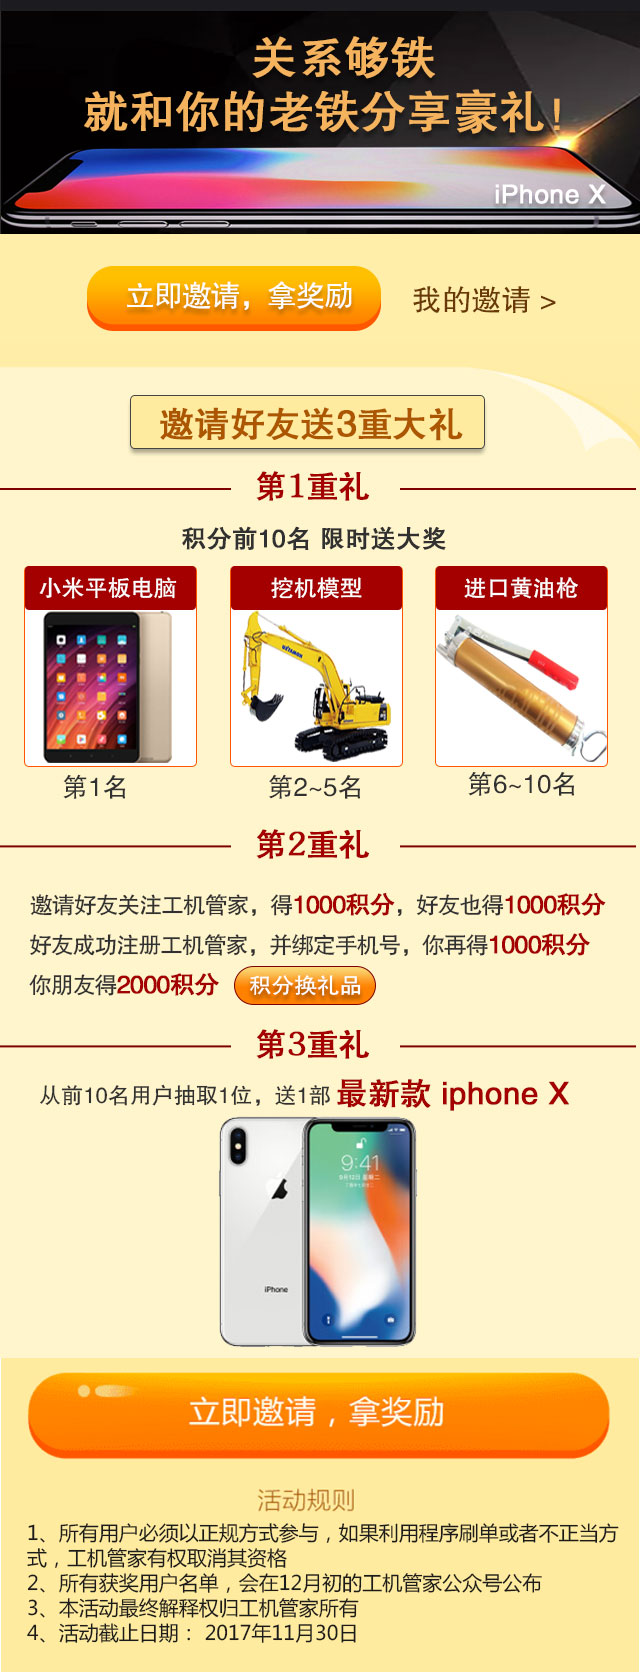 关系够铁
就和你的老铁分享豪礼!
iPhone X
立即邀请，拿奖励
我的邀请 >
邀请好友送3重大礼
第1重礼
积分前10名 限时送大奖
小米平板电脑
挖机模型
进口黄油枪
第1名
第2~5名
第6~10名
第2重礼
邀请好友关注工机管家，得1000积分，好友也得1000积分
好友成功注册工机管家，并绑定手机号，你再得1000积分
你朋友得2000积分
积分换礼品
第3重礼
从前10名用户抽取1位，送1部 最新款 iphone X
9:41
9月12日 星期二
iPhone
立即邀请，拿奖励
活动规则
1、所有用户必须以正规方式参与，如果利用程序刷单或者不正当方
式，工机管家有权取消其资格
2、所有获奖用户名单，会在12月初的工机管家公众号公布
3、本活动最终解释权归工机管家所有
4、活动截止日期： 2017年11月30日